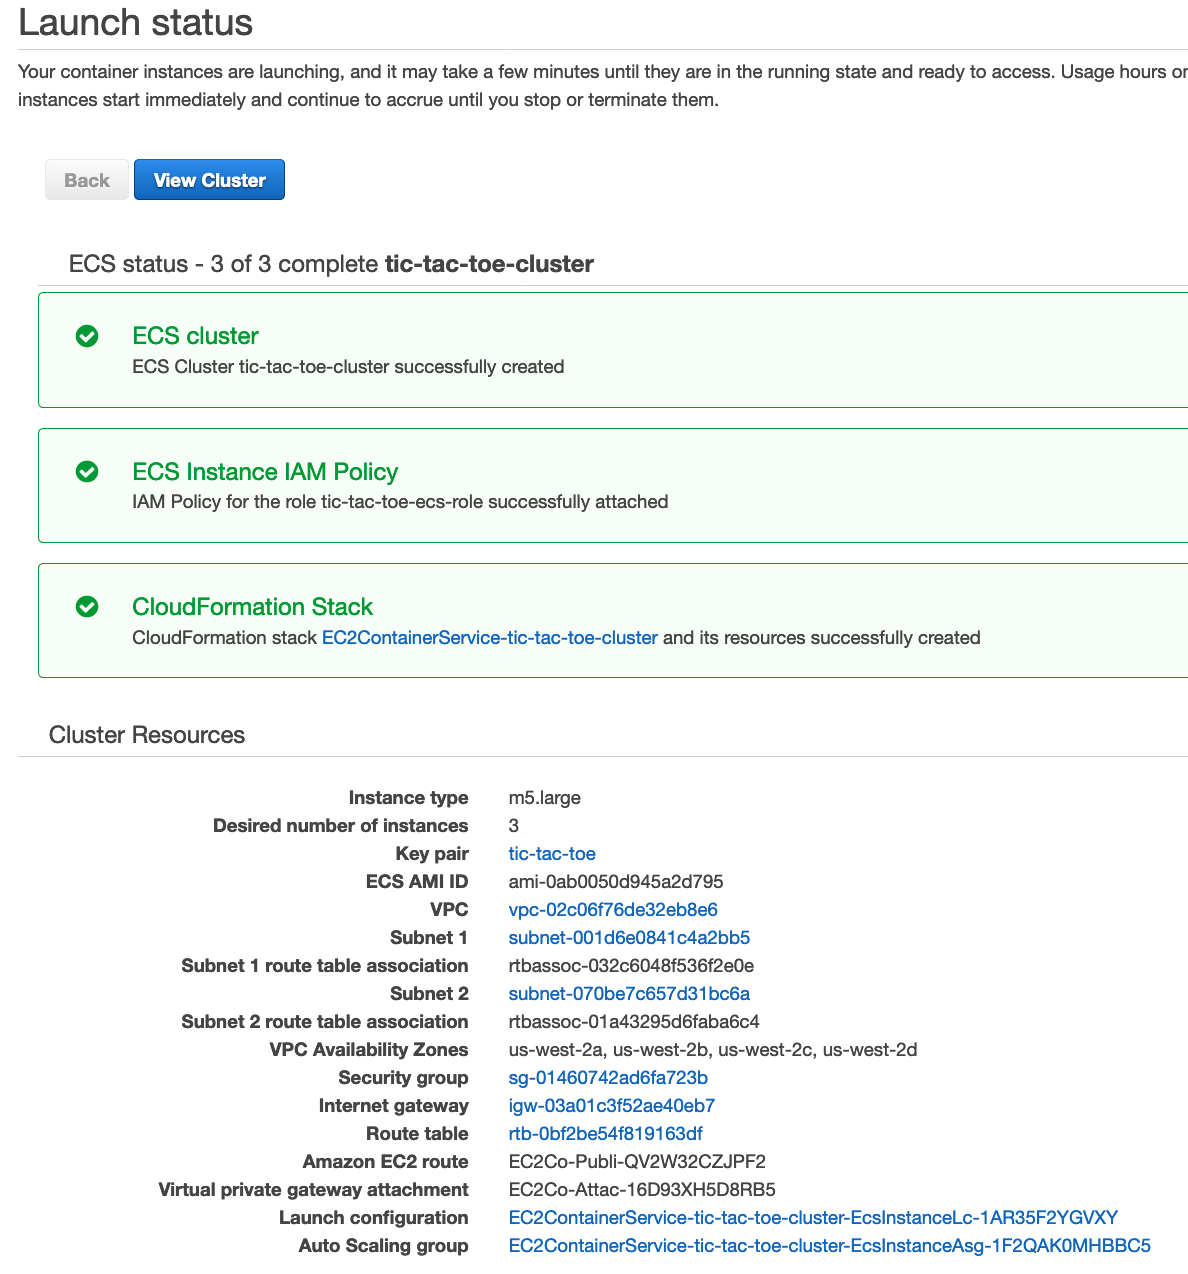 Launch status
Your container instances are launching, and it may take a few minutes until they are in the running state and ready to access. Usage hours or
instances start immediately and continue to accrue until you stop or terminate them.
Back View Cluster
ECS status - 3 of 3 complete tic-tac-toe-cluster
ECS cluster
ECS Cluster tic-tac-toe-cluster successfully created
ECS Instance IAM Policy
IAM Policy for the role tic-tac-toe-ecs-role successfully attached
CloudFormation Stack
CloudFormation stack EC2ContainerService-tic-tac-toe-cluster and its resources successfully created
Cluster Resources
Instance type m5.large
Desired number of instances 3
Key pair tic-tac-toe
ECS AMI ID ami-0ab0050d945a2d795
VPC vpc-02c06f76de32eb8e6
Subnet 1 subnet-001d6e0841c4a2bb5
Subnet 1 route table association rtbassoc-032c6048f536f2e0e
Subnet 2 subnet-070be7c657d31bc6a
Subnet 2 route table association rtbassoc-01a43295d6faba6c4
VPC Availability Zones us-west-2a, us-west-2b, us-west-2c, us-west-2d
Security group sg-01460742ad6fa723b
Internet gateway igw-03a01c3f52ae40eb7
Route table rtb-0bf2be54f819163df
Amazon EC2 route EC2Co-Publi-QV2W32CZJPF2
Virtual private gateway attachment EC2Co-Attac-16D93XH5D8RB5
Launch configuration EC2ContainerService-tic-tac-toe-cluster-EcsInstanceLc-1AR35F2YGVXY
Auto Scaling group EC2ContainerService-tic-tac-toe-cluster-EcsInstanceAsg-1F2QAK0MHBBC5